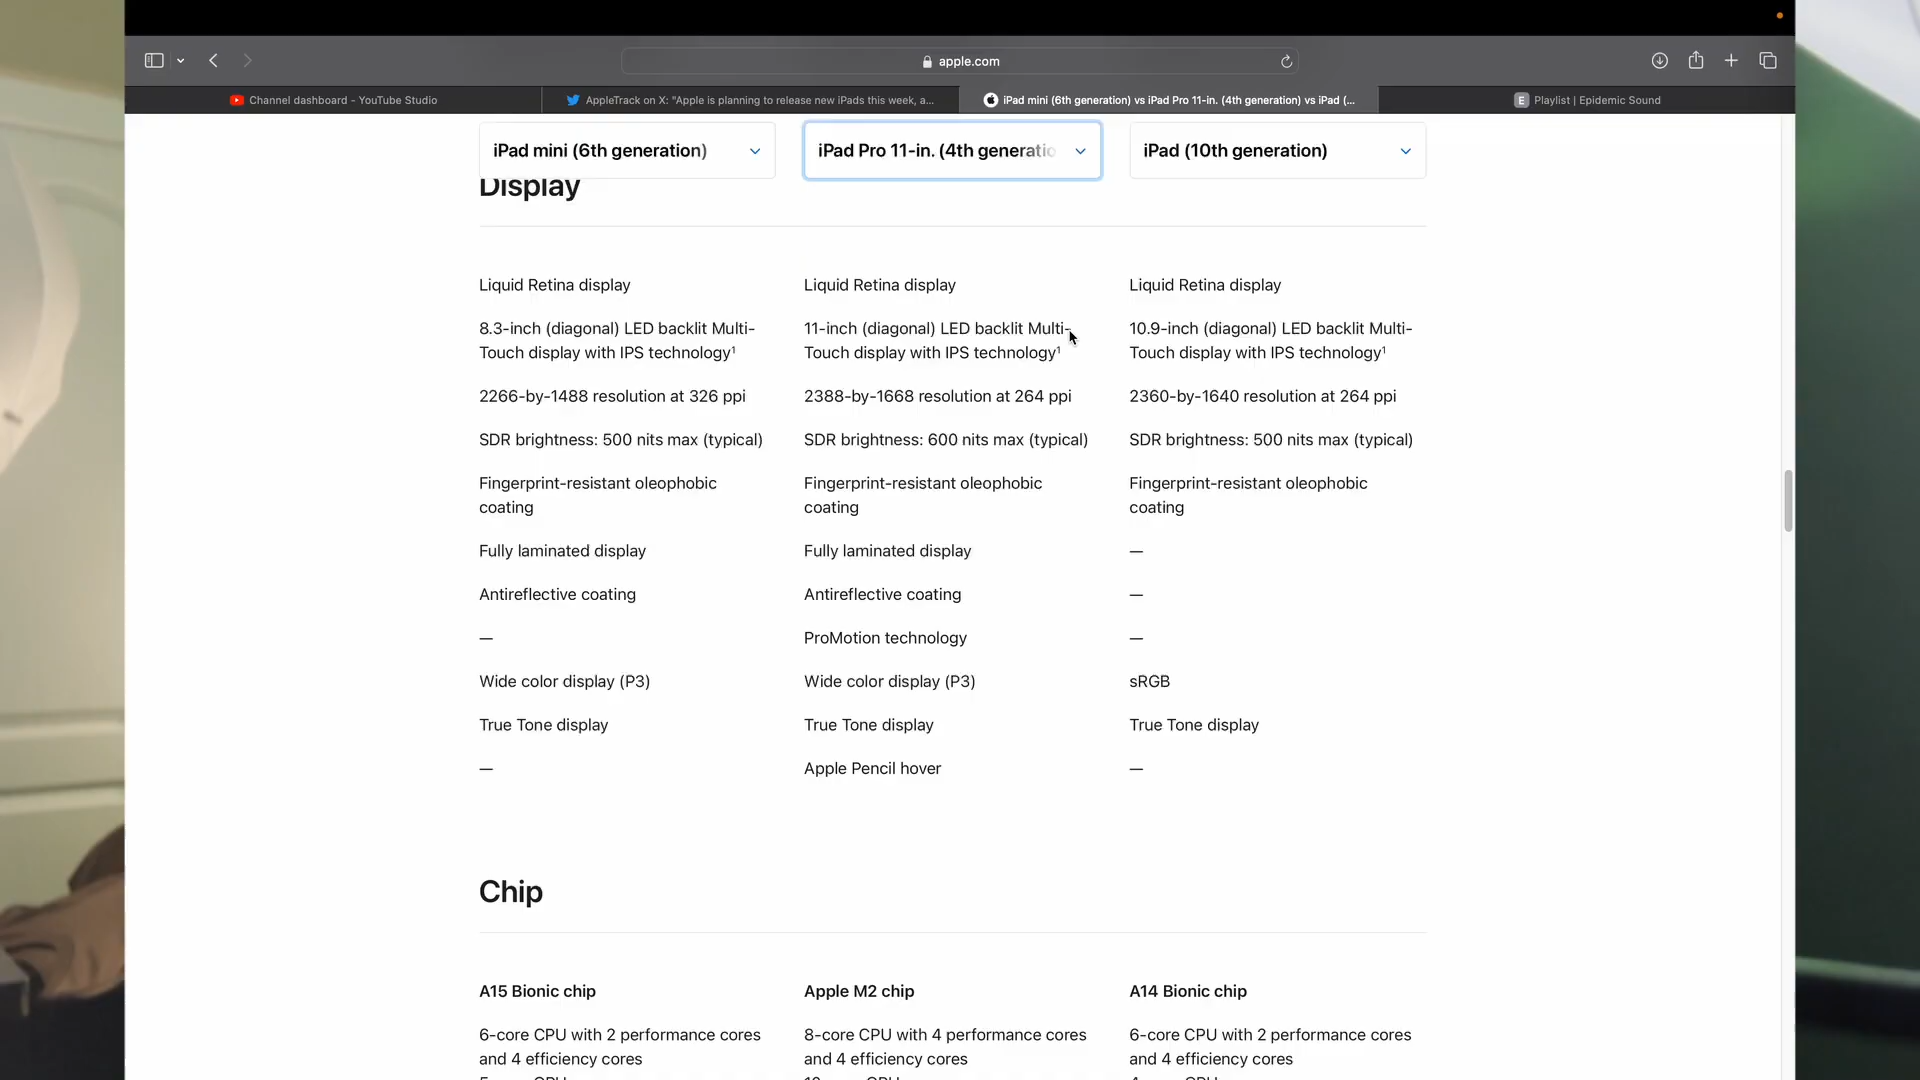 apple.com
Channel dashboard - YouTube Studio
AppleTrack on X: "Apple is planning to release new iPads this week, a...
iPad mini (6th generation) vs iPad Pro 11-in. (4th generation) vs iPad (...
E Playlist | Epidemic Sound
iPad mini (6th generation)
iPad Pro 11-in. (4th generatio
iPad (10th generation)
Display
Liquid Retina display
Liquid Retina display
Liquid Retina display
8.3-inch (diagonal) LED backlit Multi-
Touch display with IPS technology¹
11-inch (diagonal) LED backlit Multi-
Touch display with IPS technology¹
10.9-inch (diagonal) LED backlit Multi-
Touch display with IPS technology¹
2266-by-1488 resolution at 326 ppi
2388-by-1668 resolution at 264 ppi
2360-by-1640 resolution at 264 ppi
SDR brightness: 500 nits max (typical)
SDR brightness: 600 nits max (typical)
SDR brightness: 500 nits max (typical)
Fingerprint-resistant oleophobic
coating
Fingerprint-resistant oleophobic
coating
Fingerprint-resistant oleophobic
coating
Fully laminated display
Fully laminated display
—
Antireflective coating
Antireflective coating
—
—
ProMotion technology
—
Wide color display (P3)
Wide color display (P3)
sRGB
True Tone display
True Tone display
True Tone display
—
Apple Pencil hover
—
Chip
A15 Bionic chip
Apple M2 chip
A14 Bionic chip
6-core CPU with 2 performance cores
and 4 efficiency cores
8-core CPU with 4 performance cores
and 4 efficiency cores
6-core CPU with 2 performance cores
and 4 efficiency cores